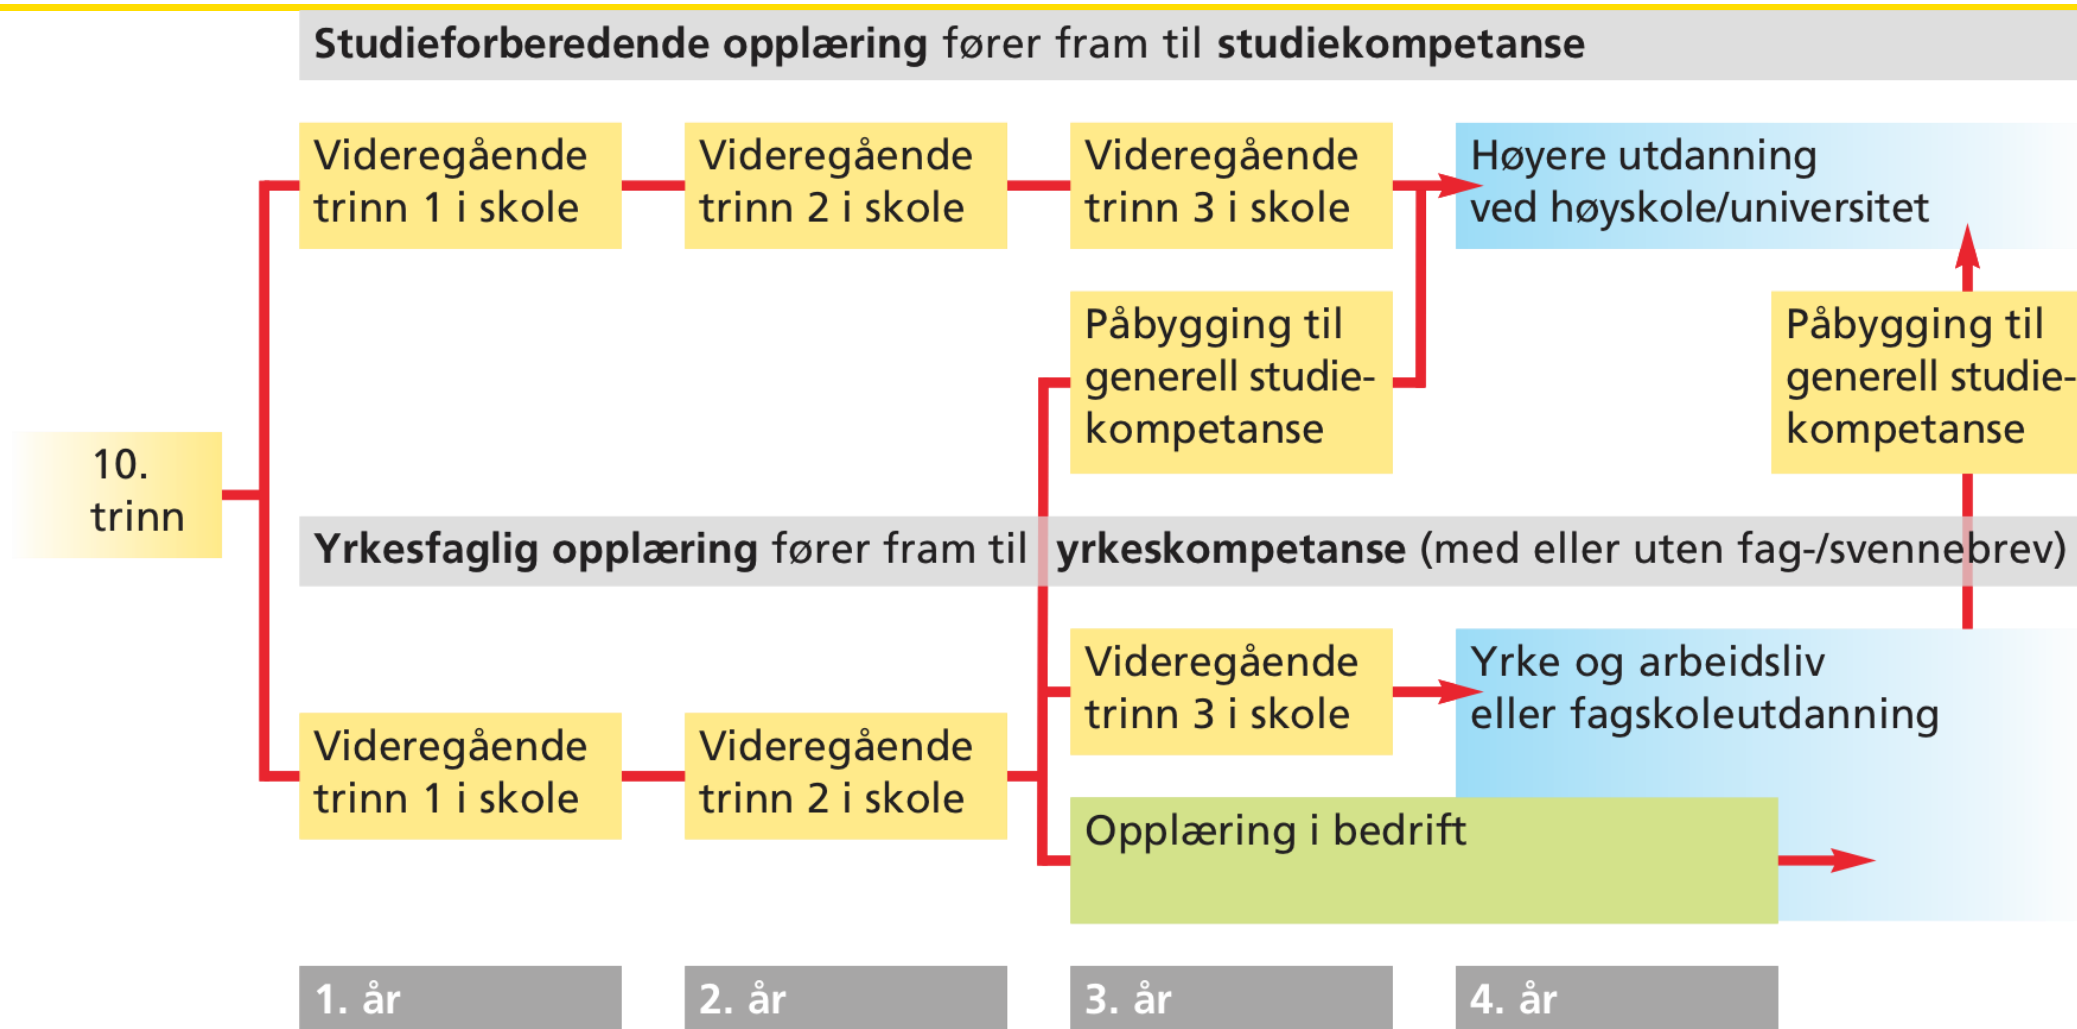 Studieforberedende opplæring fører fram til studiekompetanse
Videregående
trinn 1 i skole
Videregående
trinn 2 i skole
Videregående
trinn 3 i skole
Høyere utdanning
ved høyskole/universitet
Påbygging til
generell studie-
kompetanse
Påbygging til
generell studie-
kompetanse
10.
trinn
Yrkesfaglig opplæring fører fram til yrkeskompetanse (med eller uten fag-/svennebrev)
Videregående
trinn 1 i skole
Videregående
trinn 2 i skole
Videregående
trinn 3 i skole
Yrke og arbeidsliv
eller fagskoleutdanning
Opplæring i bedrift
1. år
2. år
3. år
4. år